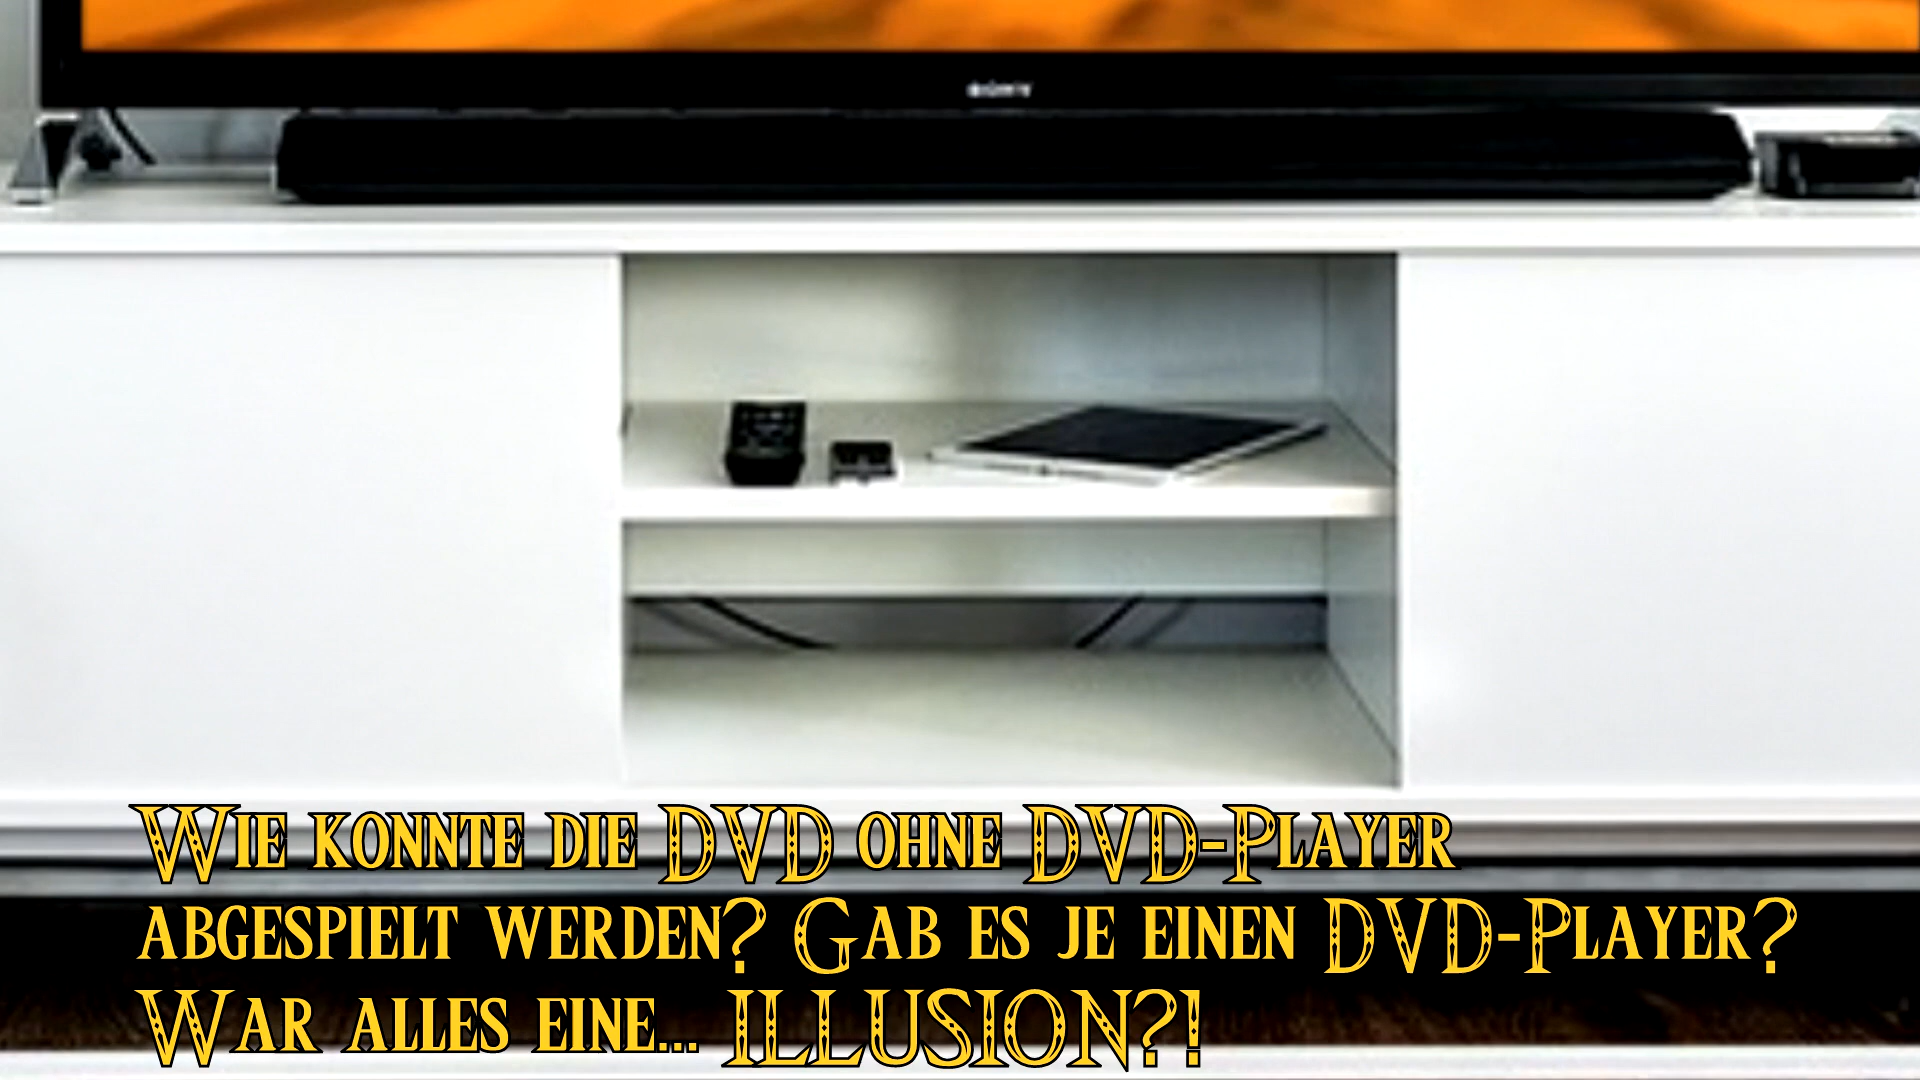 SONY
Wie konnte die DVD ohne DVD-Player
abgespielt werden? Gab es je einen DVD-Player?
War alles eine... ILLUSION?!